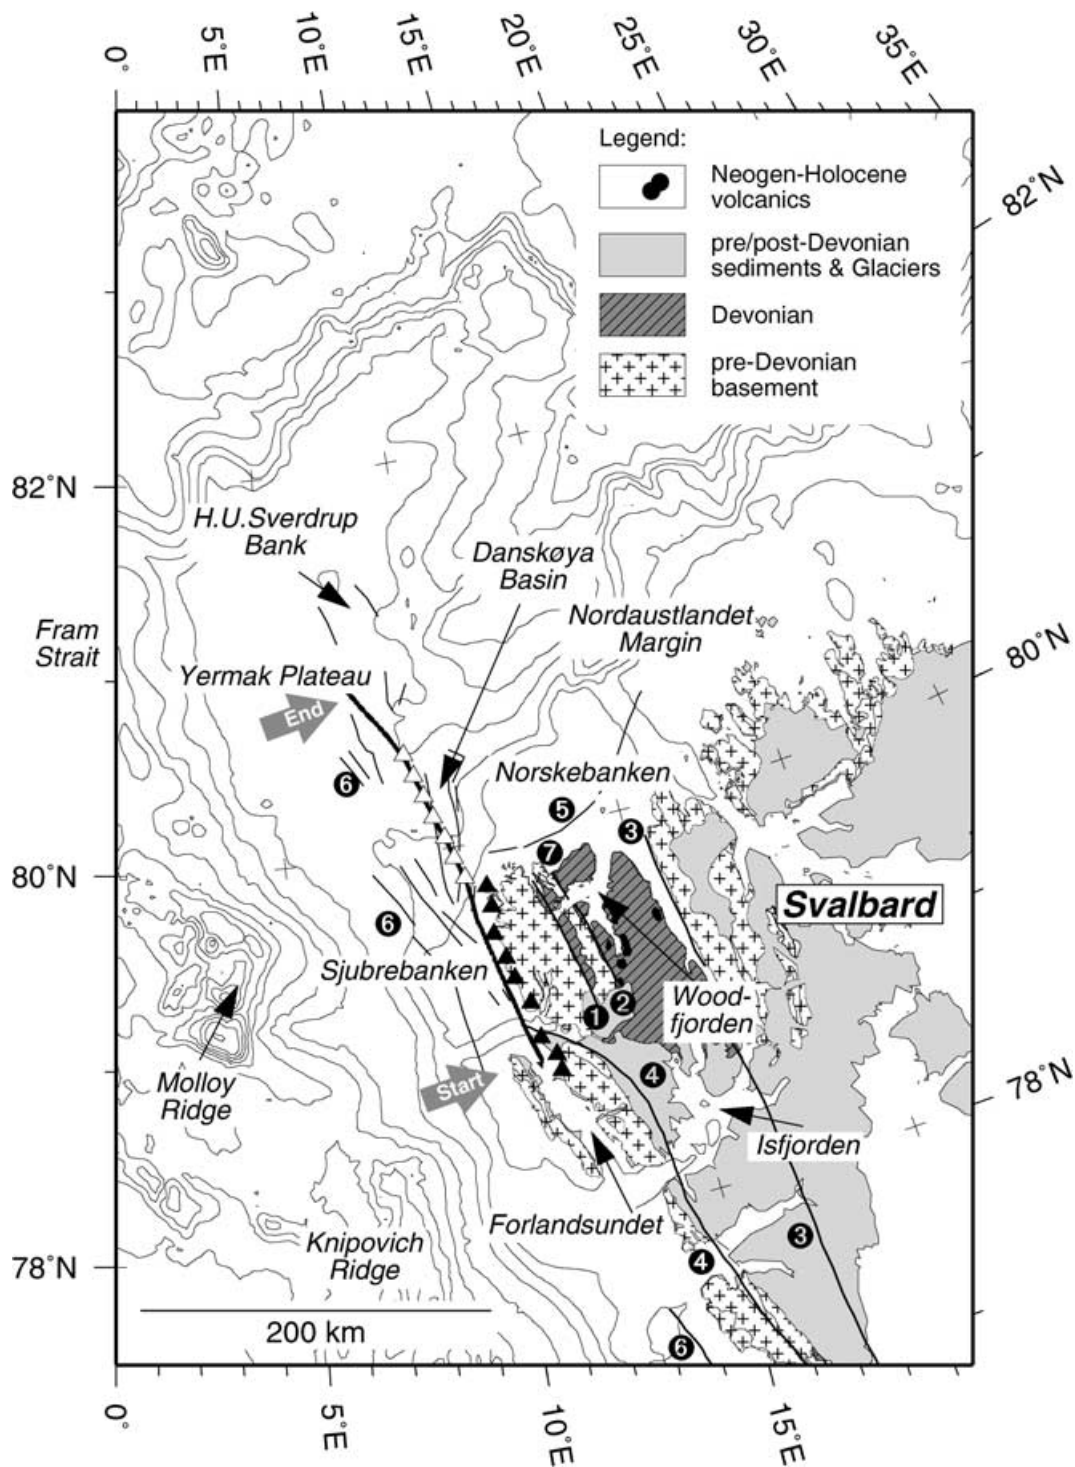 0°
5°E
10°E
15°E
20°E
25°E
30°E
35°E
Legend:
Neogen-Holocene
volcanics
pre/post-Devonian
sediments & Glaciers
Devonian
pre-Devonian
basement
82°N
82°N
H.U.Sverdrup
Bank
Danskøya
Basin
Nordaustlandet
Margin
Fram
Strait
80°N
Yermak Plateau
End
Norskebanken
6
5
3
7
80°N
Svalbard
6
Sjubrebanken
Wood-
fjorden
1
2
Molloy
Ridge
Start
4
78°N
Isfjorden
Forlandsundet
Knipovich
Ridge
3
4
78°N
200 km
6
0°
5°E
10°E
15°E